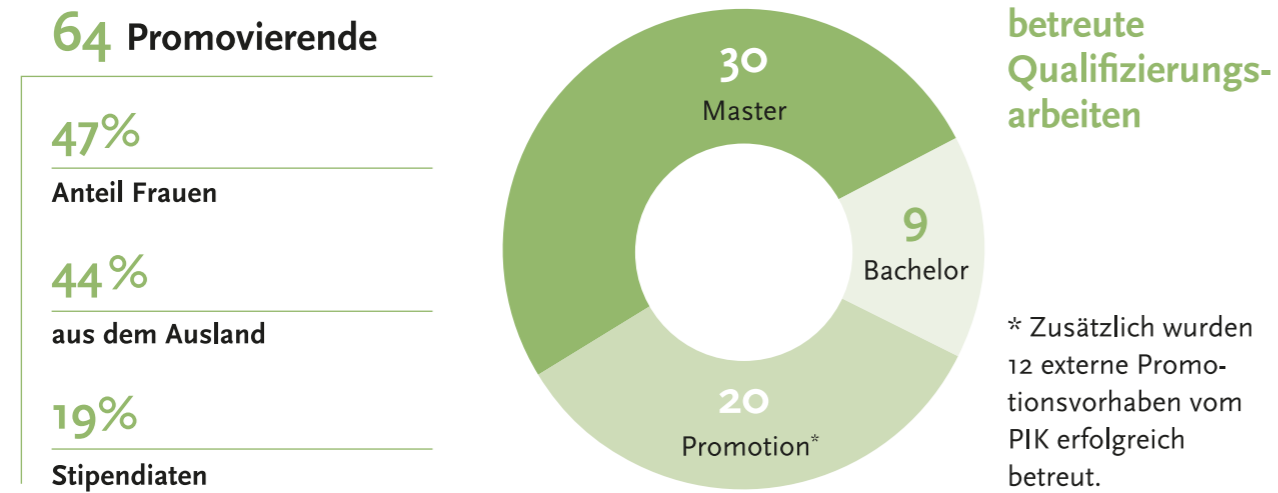 64 Promovierende
47%
Anteil Frauen
44%
aus dem Ausland
19%
Stipendiaten
30
Master
9
Bachelor
20
Promotion*
betreute
Qualifizierungs-
arbeiten
* Zusätzlich wurden
12 externe Promo-
tionsvorhaben vom
PIK erfolgreich
betreut.